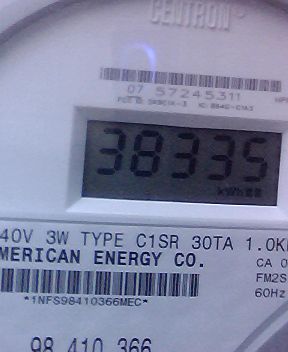 CENTRON
07 57245311
38335
kWh
40V 3W TYPE C1SR 30TA 1.0K
MERICAN ENERGY CO.
CA 0
FM2S
60Hz
*1NFS98410366MEC*
98 410 366